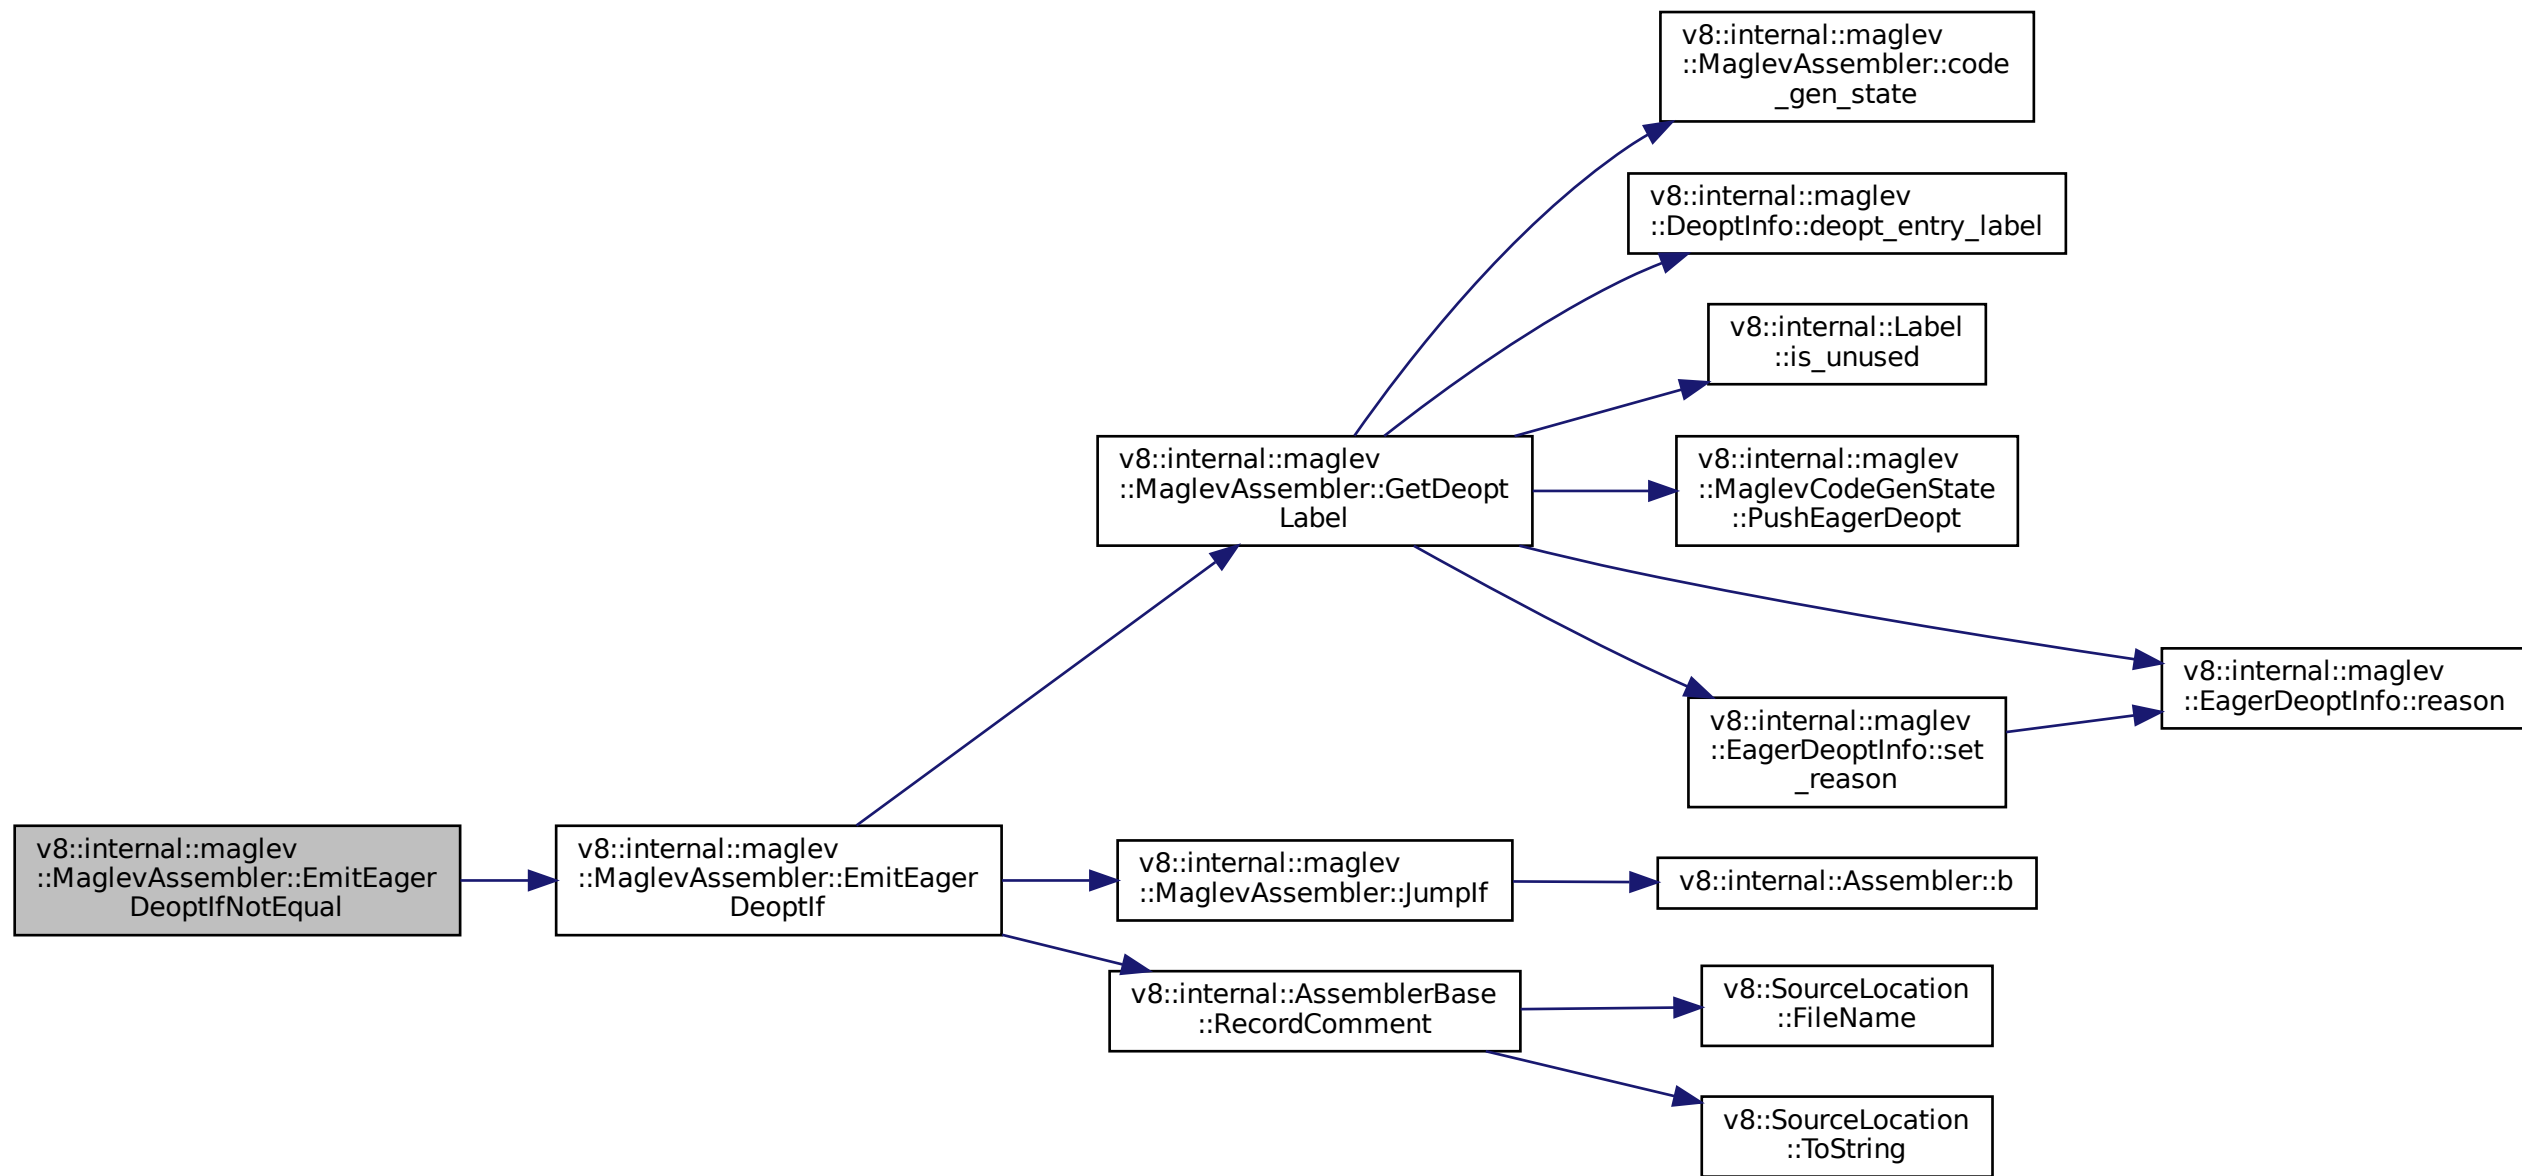 v8::internal::maglev
::MaglevAssembler::code
_gen_state
v8::internal::maglev
::DeoptInfo::deopt_entry_label
v8::internal::Label
::is_unused
v8::internal::maglev
::MaglevAssembler::GetDeopt
Label
v8::internal::maglev
::MaglevCodeGenState
::PushEagerDeopt
v8::internal::maglev
::EagerDeoptInfo::reason
v8::internal::maglev
::EagerDeoptInfo::set
_reason
v8::internal::maglev
::MaglevAssembler::EmitEager
DeoptIfNotEqual
v8::internal::maglev
::MaglevAssembler::EmitEager
DeoptIf
v8::internal::maglev
::MaglevAssembler::JumpIf
v8::internal::Assembler::b
v8::internal::AssemblerBase
::RecordComment
v8::SourceLocation
::FileName
v8::SourceLocation
::ToString